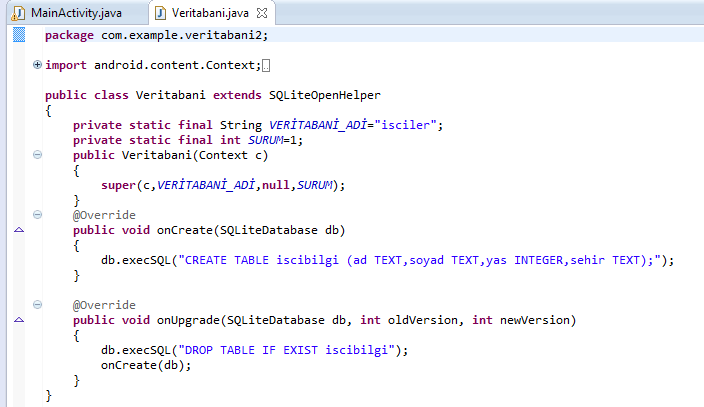 MainActivity.java
Veritabani.java
package com.example.veritabani2;
import android.content.Context;
public class Veritabani extends SQLiteOpenHelper
{
private static final String VERİTABANİ_ADİ="isciler";
private static final int SURUM=1;
public Veritabani(Context c)
{
super(c,VERİTABANİ_ADİ,null,SURUM);
}
@Override
public void onCreate(SQLiteDatabase db)
{
db.execSQL("CREATE TABLE iscibilgi (ad TEXT,soyad TEXT,yas INTEGER,sehir TEXT);");
}
@Override
public void onUpgrade(SQLiteDatabase db, int oldVersion, int newVersion)
{
db.execSQL("DROP TABLE IF EXIST iscibilgi");
onCreate(db);
}
}